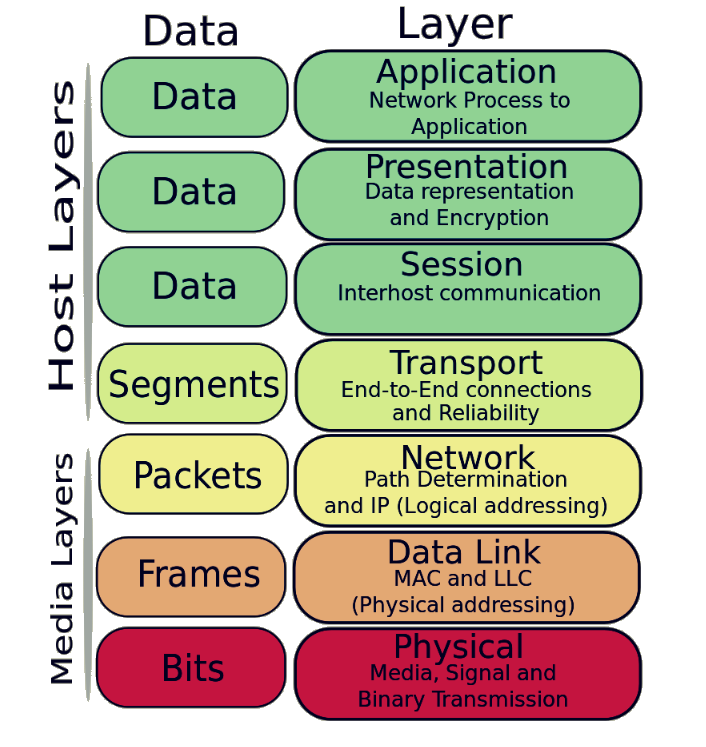 Data
Layer
Host Layers
Data
Application
Network Process to
Application
Data
Presentation
Data representation
and Encryption
Data
Session
Interhost communication
Segments
Transport
End-to-End connections
and Reliability
Media Layers
Packets
Network
Path Determination
and IP (Logical addressing)
Frames
Data Link
MAC and LLC
(Physical addressing)
Bits
Physical
Media, Signal and
Binary Transmission